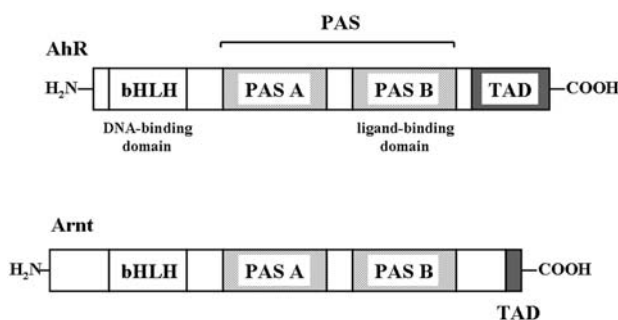 PAS
AhR
H₂N bHLH PAS A PAS B TAD COOH
DNA-binding
domain
ligand-binding
domain
Arnt
H₂N bHLH PAS A PAS B COOH
TAD